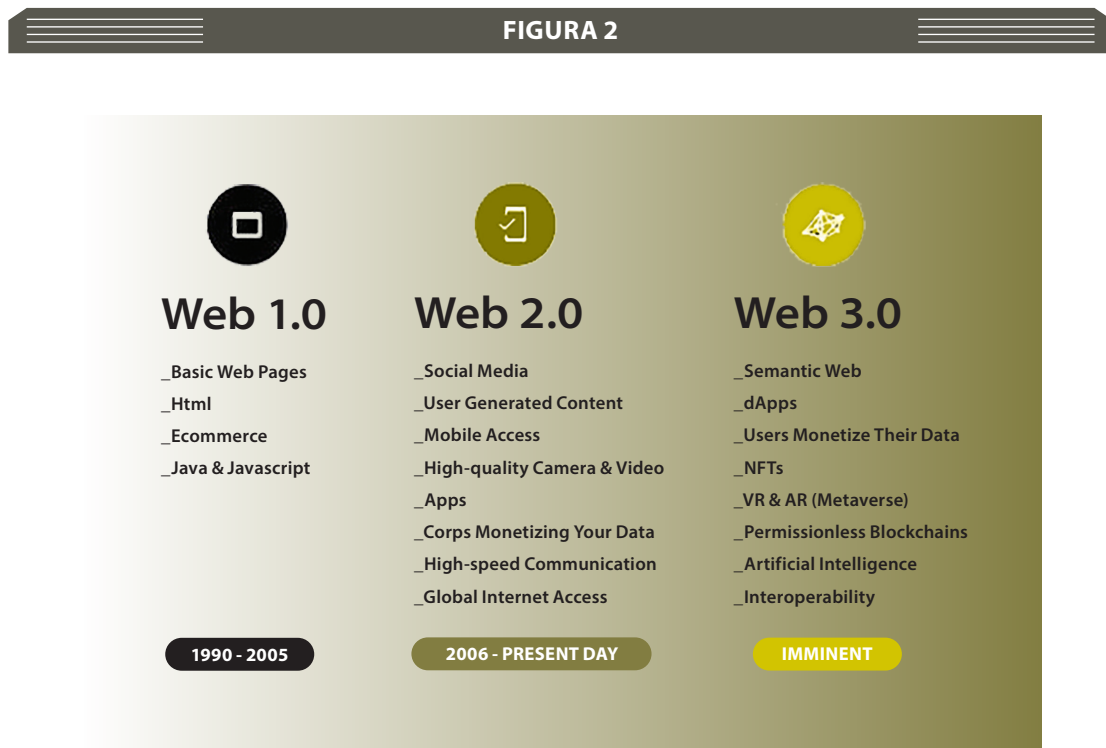 FIGURA 2
Web 1.0
_Basic Web Pages
_Html
_Ecommerce
_Java & Javascript
1990 - 2005
Web 2.0
_Social Media
_User Generated Content
_Mobile Access
_High-quality Camera & Video
_Apps
_Corps Monetizing Your Data
_High-speed Communication
_Global Internet Access
2006 - PRESENT DAY
Web 3.0
_Semantic Web
_dApps
_Users Monetize Their Data
_NFTs
_VR & AR (Metaverse)
_Permissionless Blockchains
_Artificial Intelligence
_Interoperability
IMMINENT